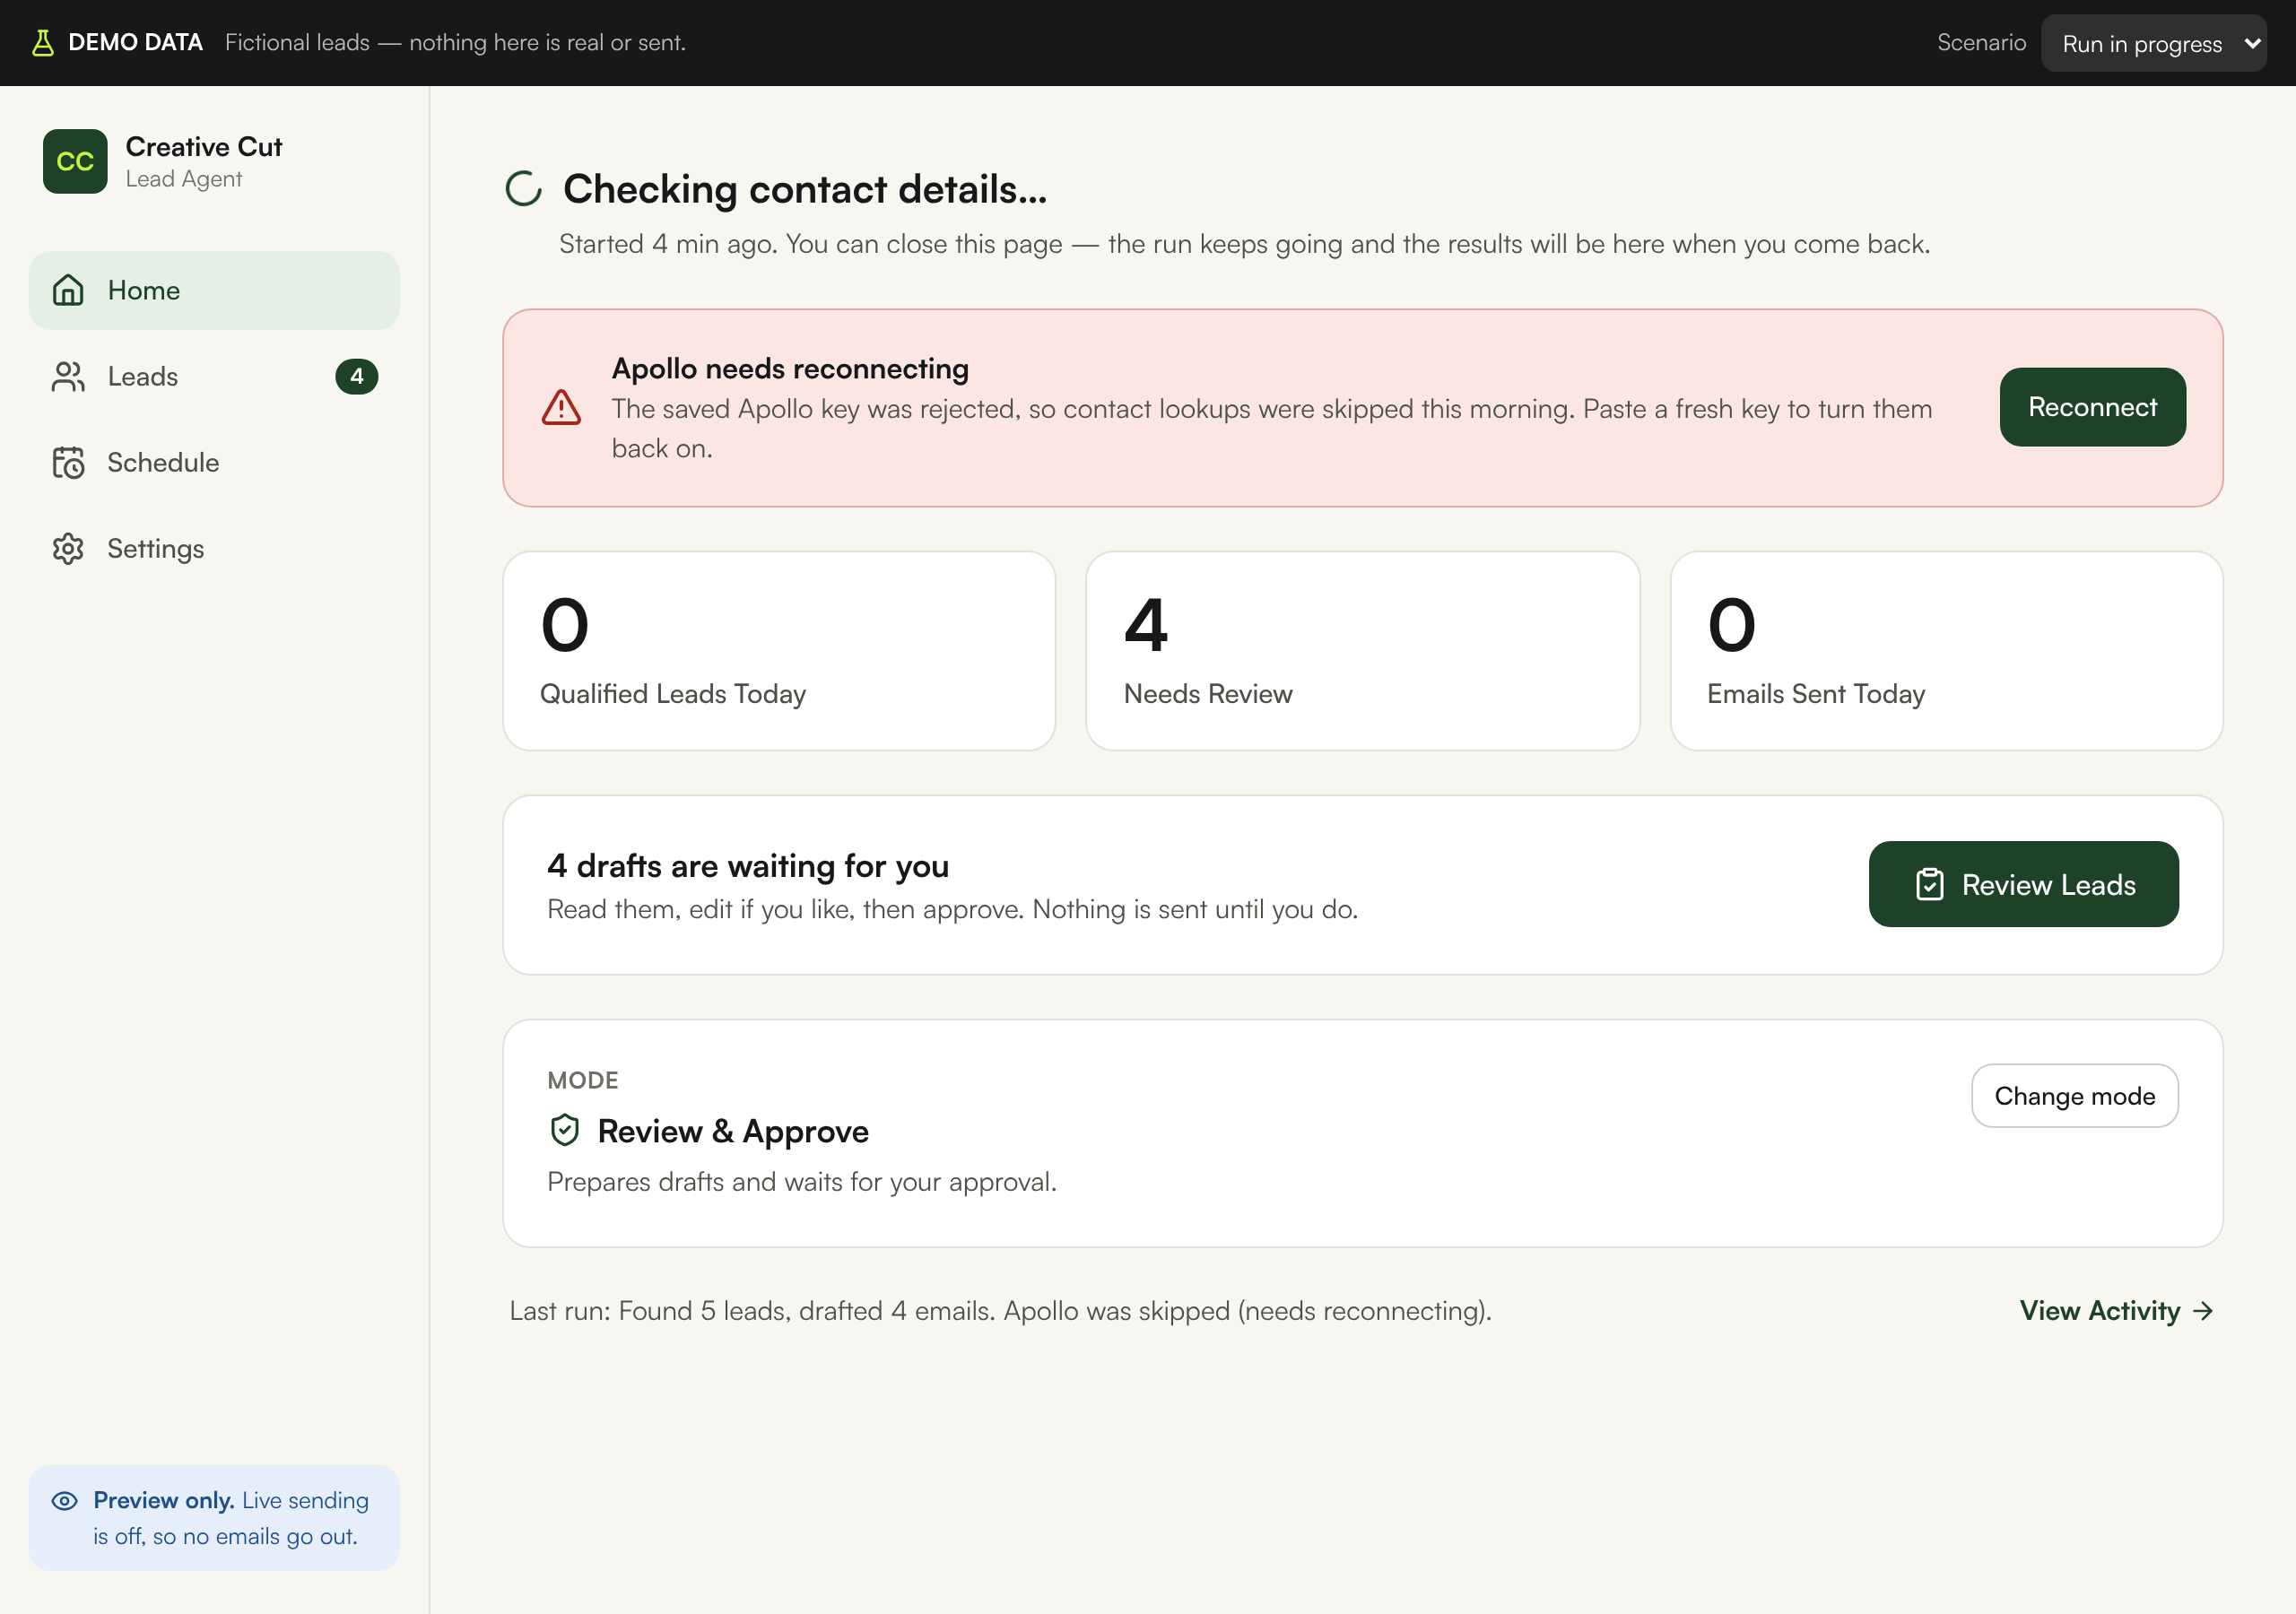 DEMO DATA Fictional leads — nothing here is real or sent. Scenario Run in progress
CC
Creative Cut
Lead Agent
Home
Leads 4
Schedule
Settings
Preview only. Live sending
is off, so no emails go out.
Checking contact details...
Started 4 min ago. You can close this page — the run keeps going and the results will be here when you come back.
Apollo needs reconnecting
The saved Apollo key was rejected, so contact lookups were skipped this morning. Paste a fresh key to turn them
back on.
Reconnect
0
Qualified Leads Today
4
Needs Review
0
Emails Sent Today
4 drafts are waiting for you
Read them, edit if you like, then approve. Nothing is sent until you do.
Review Leads
MODE
Review & Approve
Prepares drafts and waits for your approval.
Change mode
Last run: Found 5 leads, drafted 4 emails. Apollo was skipped (needs reconnecting).
View Activity →